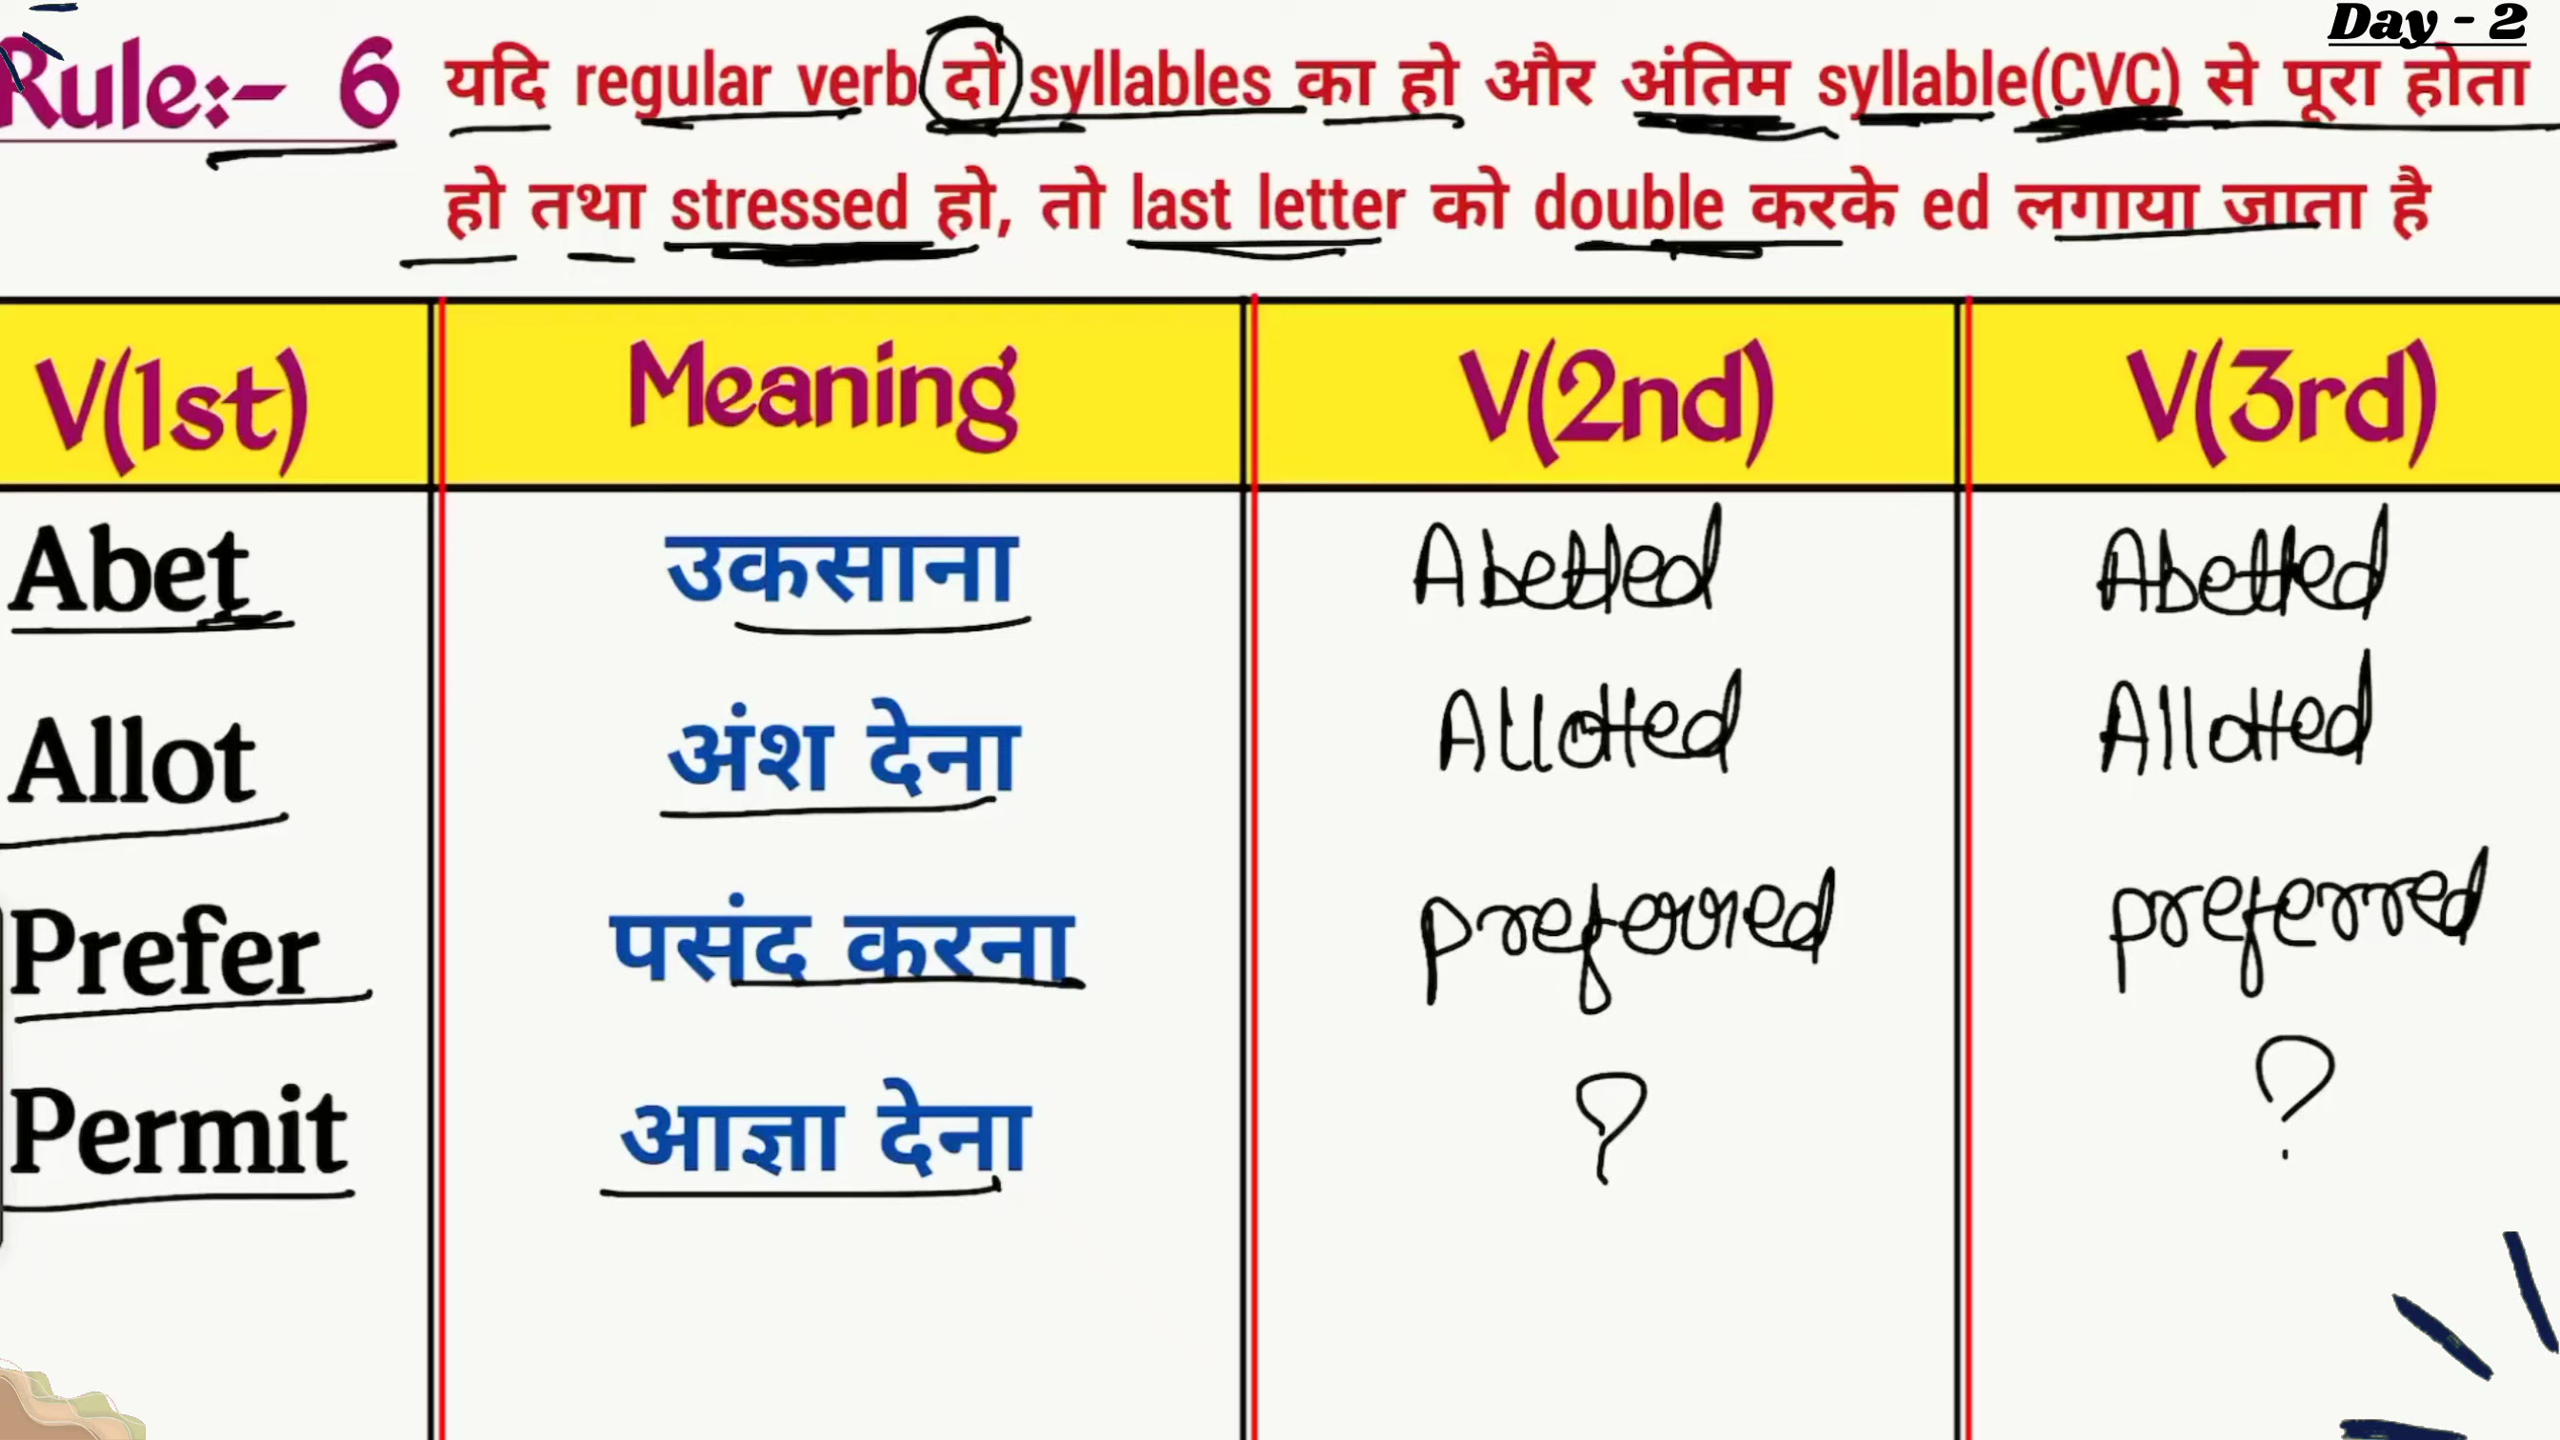 Day - 2
Rule:- 6 यदि regular verb दो syllables का हो और अंतिम syllable(CVC) से पूरा होता
हो तथा stressed हो, तो last letter को double करके ed लगाया जाता है
V(1st) Meaning V(2nd) V(3rd)
Abet उकसाना Abetted Abetted
Allot अंश देना Allotted Allotted
Prefer पसंद करना preferred preferred
Permit आज्ञा देना ? ?